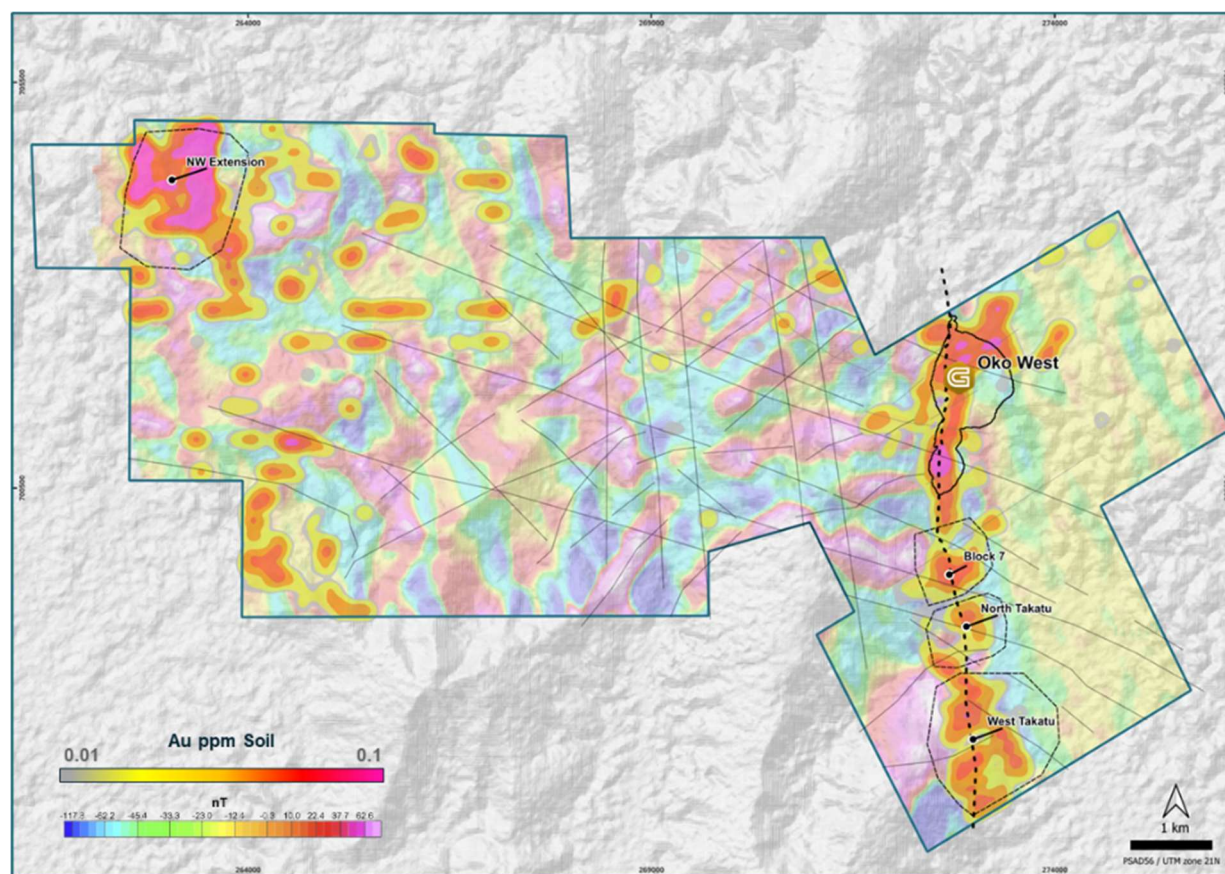 264000 269000 274000
705500
NW Extension
Oko West
700500
Block 7
North Takatu
West Takatu
Au ppm Soil
0.01 0.1
nT
-117.3 -62.2 -45.4 -33.3 -23.0 -12.4 -0.3 10.0 22.4 37.7 62.6
1 km
PSAD56 / UTM zone 21N
264000 269000 274000